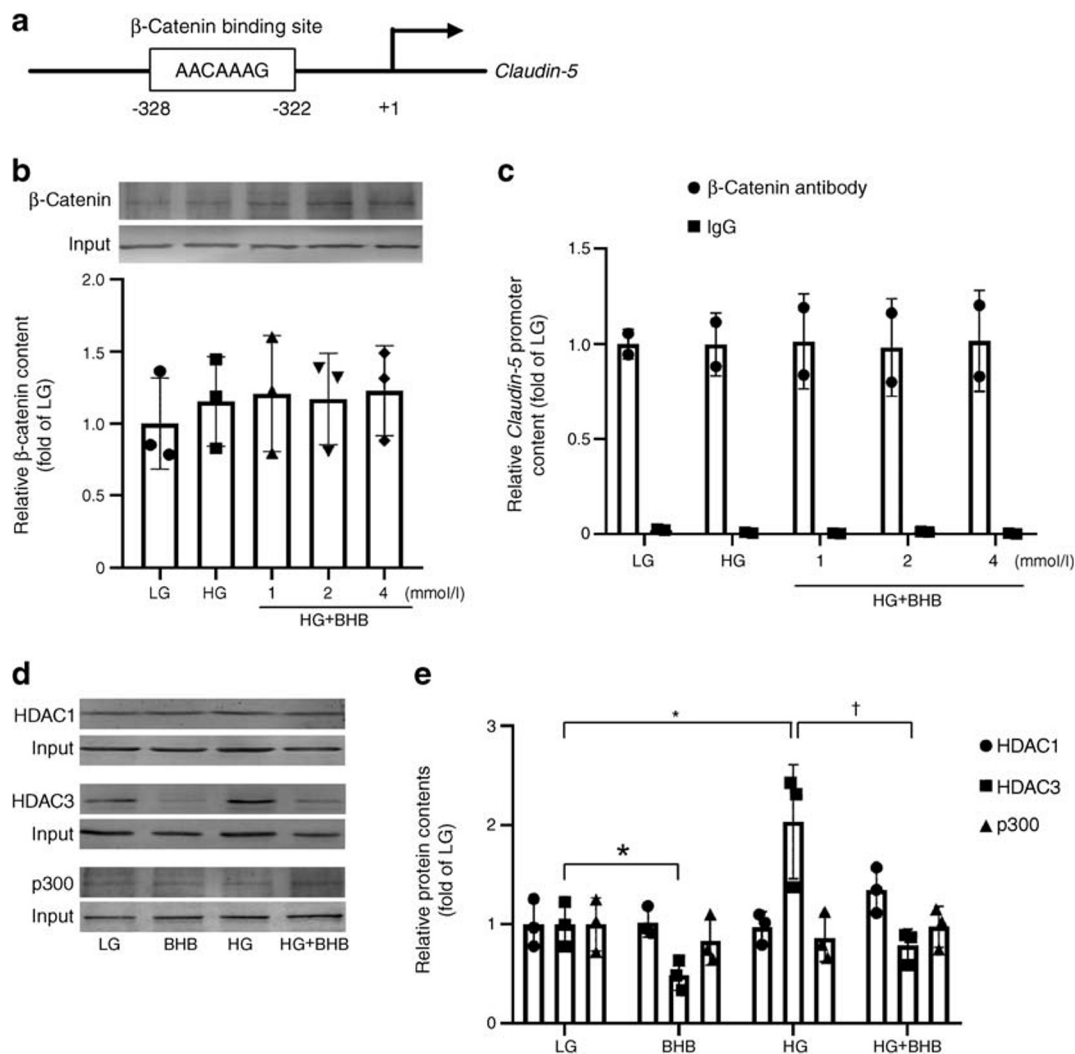 a
β-Catenin binding site
AACAAAG
Claudin-5
-328
-322
+1
b
β-Catenin
Input
Relative β-catenin content
(fold of LG)
2.0
1.5
1.0
0.5
0
LG
HG
1
2
4
(mmol/l)
HG+BHB
c
β-Catenin antibody
IgG
Relative Claudin-5 promoter
content (fold of LG)
1.5
1.0
0.5
0
LG
HG
1
2
4
(mmol/l)
HG+BHB
d
HDAC1
Input
HDAC3
Input
p300
Input
LG
BHB
HG
HG+BHB
e
Relative protein contents
(fold of LG)
3
2
1
0
*
*
†
HDAC1
HDAC3
p300
LG
BHB
HG
HG+BHB